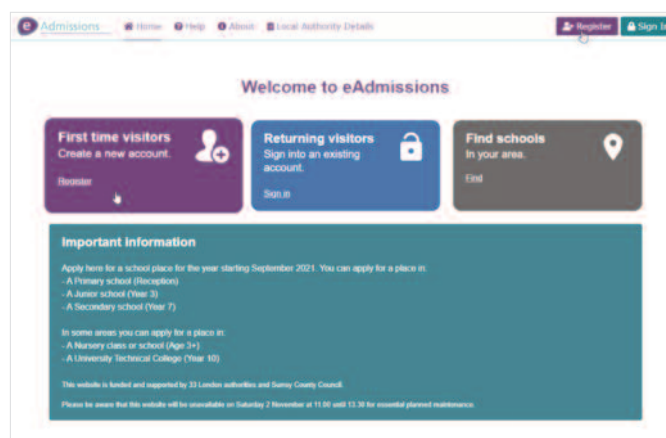 e Admissions Home Help About Local Authority Details Register Sign In
Welcome to eAdmissions
First time visitors
Create a new account.
Register
Returning visitors
Sign into an existing
account.
Sign in
Find schools
In your area.
Find
Important information
Apply here for a school place for the year starting September 2021. You can apply for a place in:
- A Primary school (Reception)
- A Junior school (Year 3)
- A Secondary school (Year 7)
In some areas you can apply for a place in:
- A Nursery class or school (Age 3+)
- A University Technical College (Year 10)
This website is funded and supported by 33 London authorities and Surrey County Council.
Please be aware that this website will be unavailable on Saturday 2 November at 11.00 until 13.30 for essential planned maintenance.